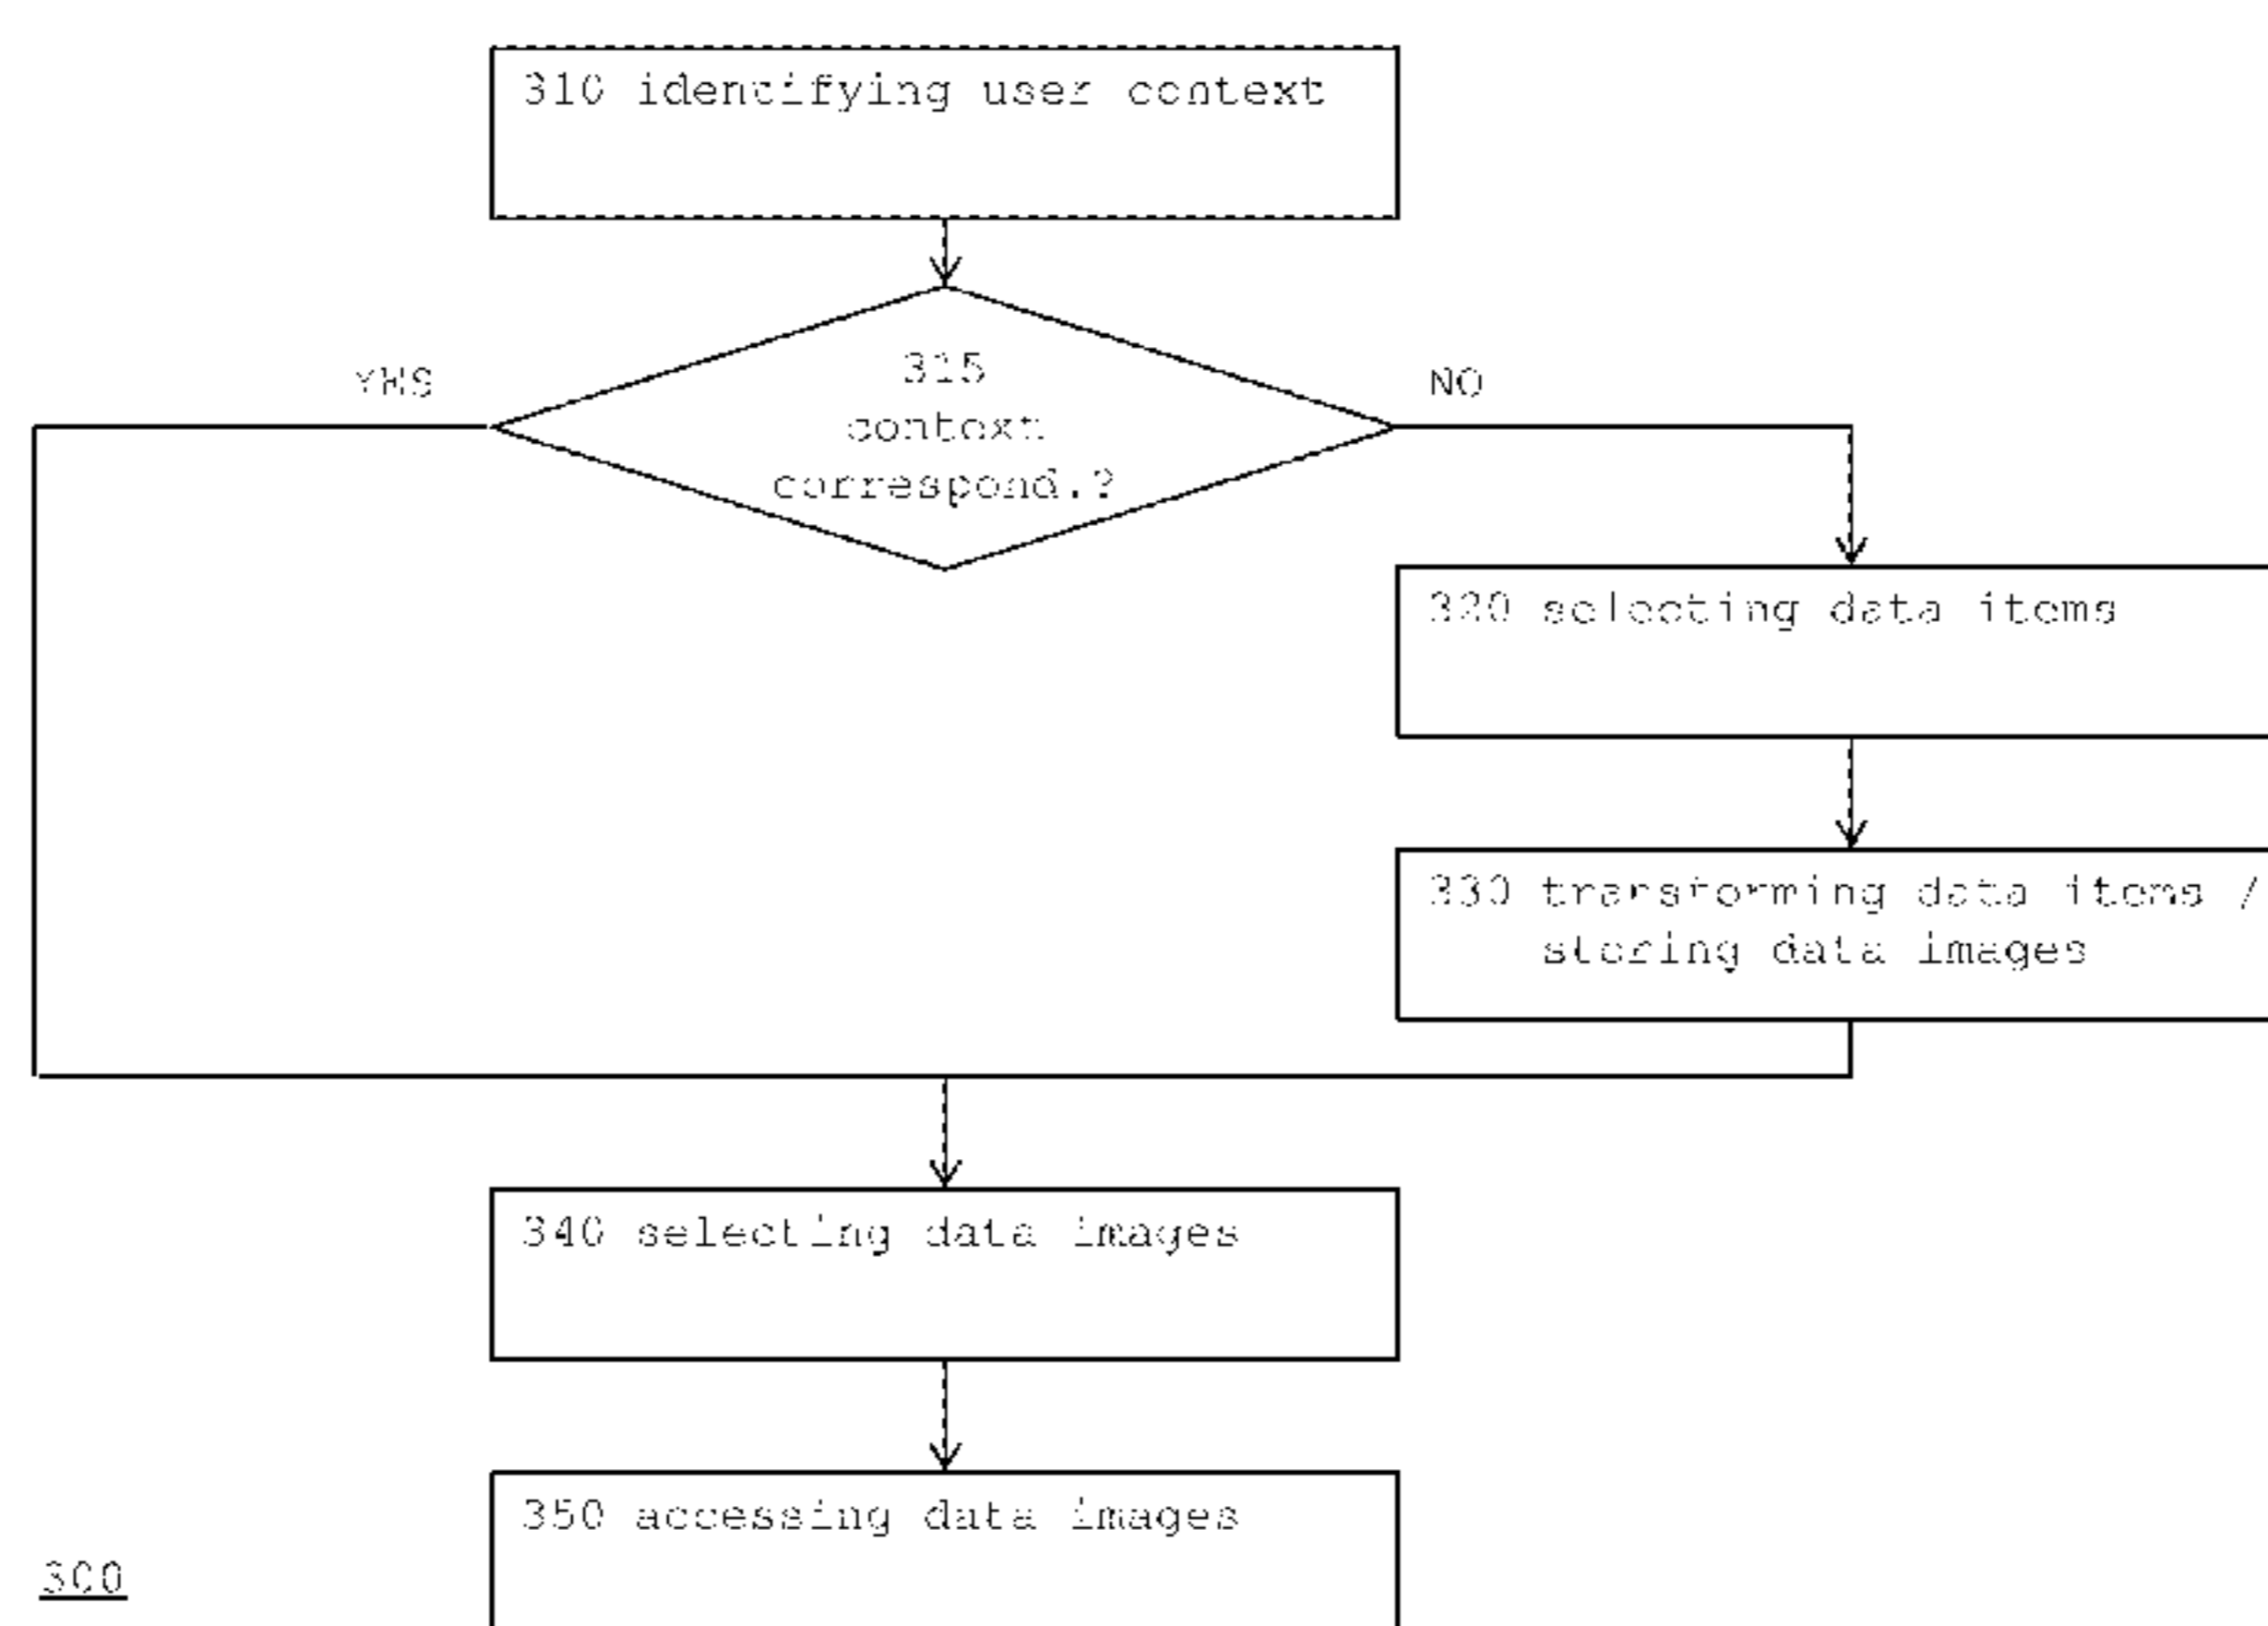 310 identifying user context
315
YES
NO
context
correspond.?
320 selecting data items
330 transforming data items /
storing data images
340 selecting data images
350 accessing data images
300